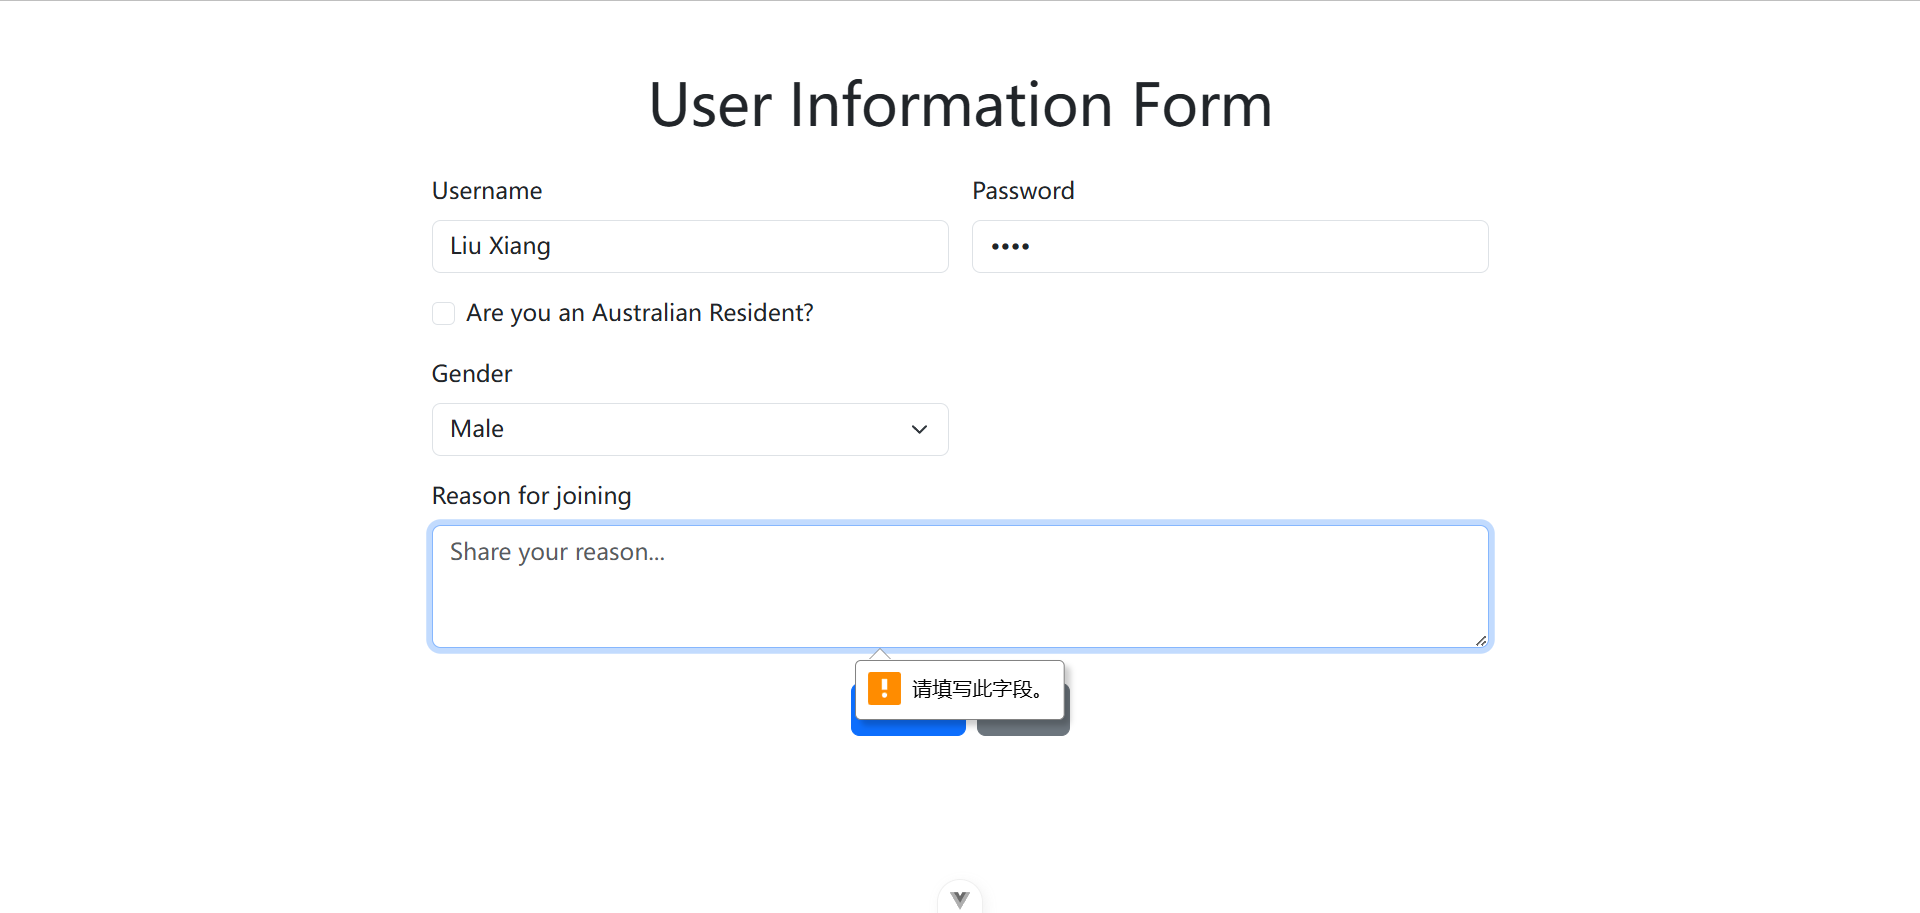 User Information Form
Username
Password
Liu Xiang
••••
Are you an Australian Resident?
Gender
Male
Reason for joining
Share your reason...
请填写此字段。